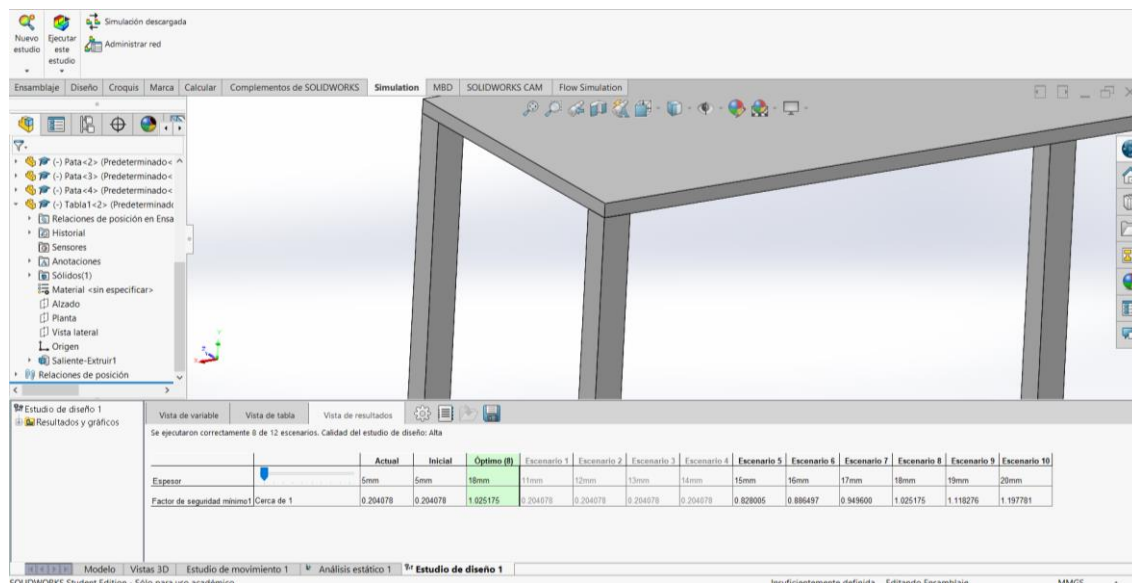 Nuevo estudio
Ejecutar este estudio
Simulación descargada
Administrar red
Ensamblaje Diseño Croquis Marca Calcular Complementos de SOLIDWORKS Simulation MBD SOLIDWORKS CAM Flow Simulation
(-) Pata<2> (Predeterminado<
(-) Pata<3> (Predeterminado<
(-) Pata<4> (Predeterminado<
(-) Tabla1<2> (Predeterminado
Relaciones de posición en Ensa
Historial
Sensores
Anotaciones
Sólidos(1)
Material <sin especificar>
Alzado
Planta
Vista lateral
Origen
Saliente-Extruir1
Relaciones de posición
Estudio de diseño 1
Resultados y gráficos
Vista de variable Vista de tabla Vista de resultados
Se ejecutaron correctamente 8 de 12 escenarios. Calidad del estudio de diseño: Alta
Actual Inicial Óptimo (8) Escenario 1 Escenario 2 Escenario 3 Escenario 4 Escenario 5 Escenario 6 Escenario 7 Escenario 8 Escenario 9 Escenario 10
Espesor 5mm 5mm 18mm 11mm 12mm 13mm 14mm 15mm 16mm 17mm 18mm 19mm 20mm
Factor de seguridad mínimo1 Cerca de 1 0.204078 0.204078 1.025175 0.204078 0.204078 0.204078 0.204078 0.828005 0.886497 0.949600 1.025175 1.118276 1.197781
Modelo Vistas 3D Estudio de movimiento 1 Análisis estático 1 Estudio de diseño 1
SOLIDWORKS Student Edition - Sólo para uso académico Insuficientemente definida Editando Ensamblaje MMGS